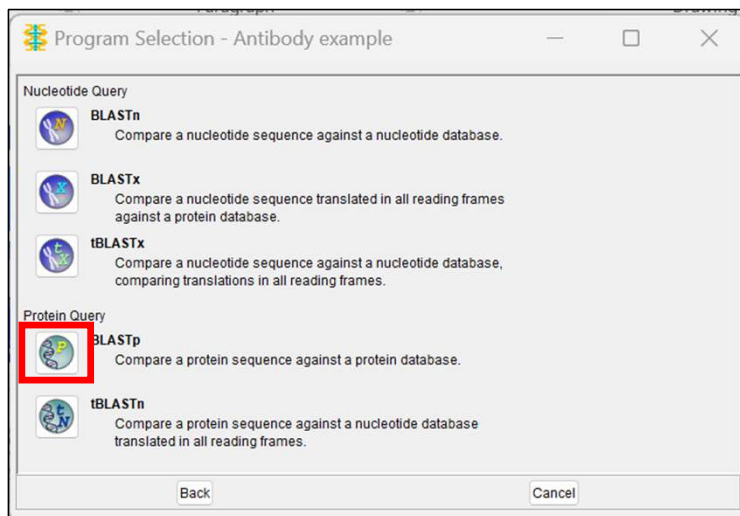 Program Selection - Antibody example
Nucleotide Query
BLASTn
Compare a nucleotide sequence against a nucleotide database.
BLASTx
Compare a nucleotide sequence translated in all reading frames
against a protein database.
tBLASTx
Compare a nucleotide sequence against a nucleotide database,
comparing translations in all reading frames.
Protein Query
BLASTp
Compare a protein sequence against a protein database.
tBLASTn
Compare a protein sequence against a nucleotide database
translated in all reading frames.
Back
Cancel